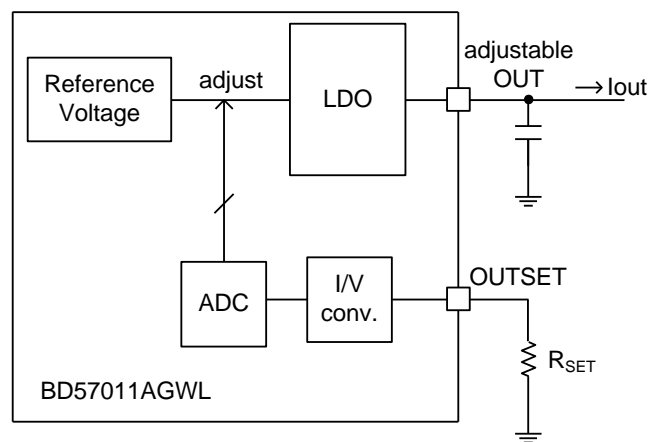 adjustable
OUT
Iout
Reference
Voltage
adjust
LDO
OUTSET
ADC
I/V
conv.
RSET
BD57011AGWL